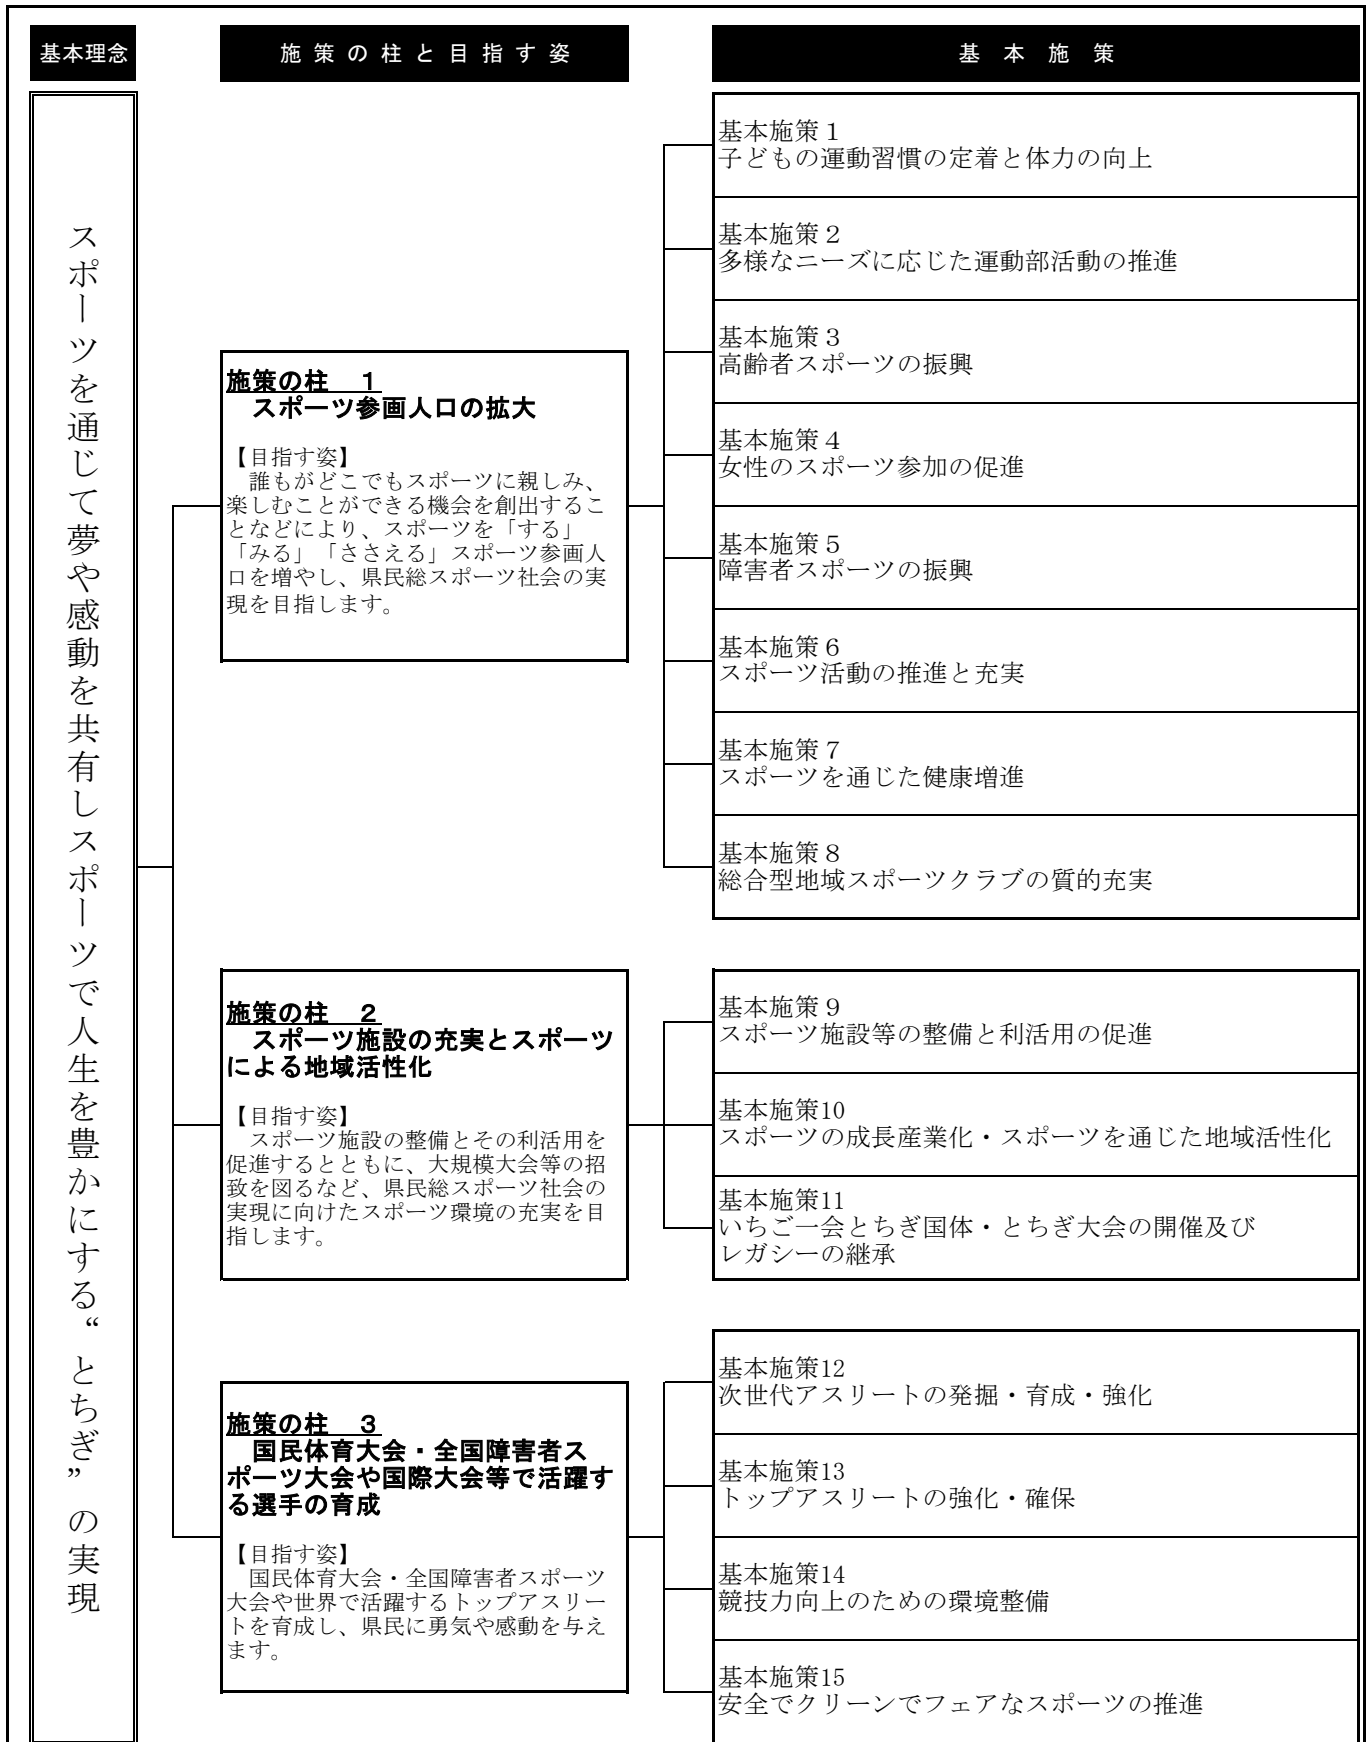 基本理念
施策の柱と目指す姿
基本施策
スポーツを通じて夢や感動を共有しスポーツで人生を豊かにする“とちぎ”の実現
施策の柱　１
スポーツ参画人口の拡大
【目指す姿】
誰もがどこでもスポーツに親しみ、
楽しむことができる機会を創出するこ
となどにより、スポーツを「する」
「みる」「ささえる」スポーツ参画人
口を増やし、県民総スポーツ社会の実
現を目指します。
基本施策１
子どもの運動習慣の定着と体力の向上
基本施策２
多様なニーズに応じた運動部活動の推進
基本施策３
高齢者スポーツの振興
基本施策４
女性のスポーツ参加の促進
基本施策５
障害者スポーツの振興
基本施策６
スポーツ活動の推進と充実
基本施策７
スポーツを通じた健康増進
基本施策８
総合型地域スポーツクラブの質的充実
施策の柱　２
スポーツ施設の充実とスポーツ
による地域活性化
【目指す姿】
スポーツ施設の整備とその利活用を
促進するとともに、大規模大会等の招
致を図るなど、県民総スポーツ社会の
実現に向けたスポーツ環境の充実を目
指します。
基本施策９
スポーツ施設等の整備と利活用の促進
基本施策10
スポーツの成長産業化・スポーツを通じた地域活性化
基本施策11
いちご一会とちぎ国体・とちぎ大会の開催及び
レガシーの継承
施策の柱　３
国民体育大会・全国障害者ス
ポーツ大会や国際大会等で活躍す
る選手の育成
【目指す姿】
国民体育大会・全国障害者スポーツ
大会や世界で活躍するトップアスリー
トを育成し、県民に勇気や感動を与え
ます。
基本施策12
次世代アスリートの発掘・育成・強化
基本施策13
トップアスリートの強化・確保
基本施策14
競技力向上のための環境整備
基本施策15
安全でクリーンでフェアなスポーツの推進